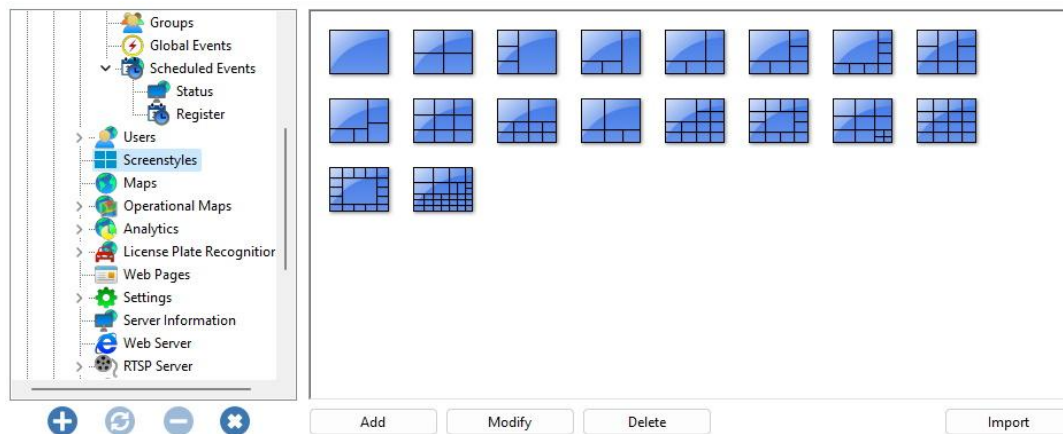 Groups
Global Events
Scheduled Events
Status
Register
Users
Screenstyles
Maps
Operational Maps
Analytics
License Plate Recognition
Web Pages
Settings
Server Information
Web Server
RTSP Server
Add
Modify
Delete
Import